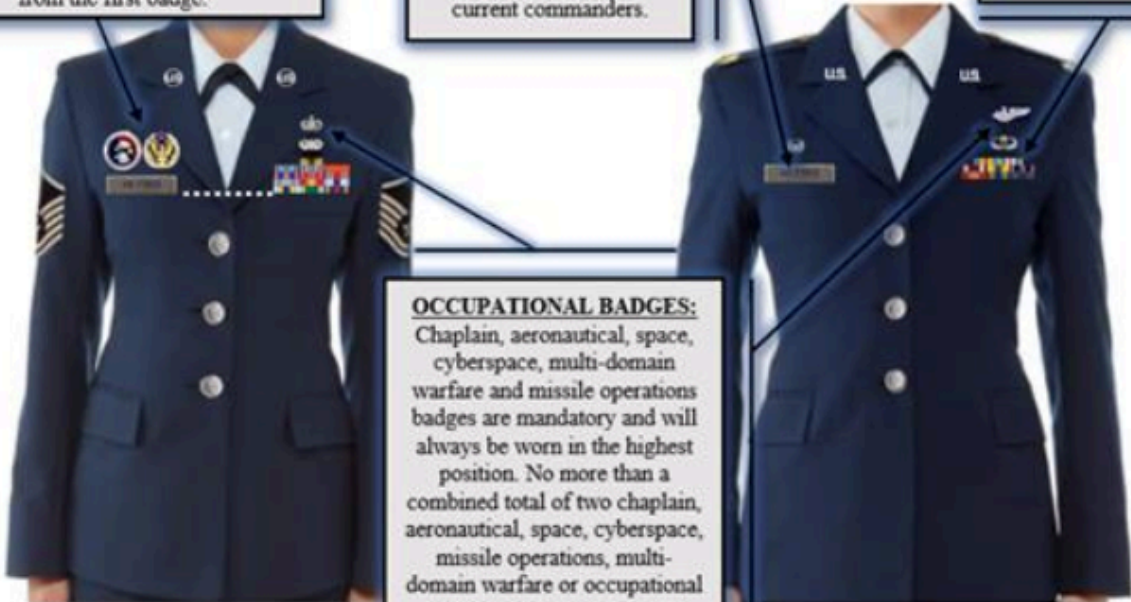 from the first badge.
current commanders.
US
US
U.S.
U.S.
OCCUPATIONAL BADGES:
Chaplain, aeronautical, space,
cyberspace, multi-domain
warfare and missile operations
badges are mandatory and will
always be worn in the highest
position. No more than a
combined total of two chaplain,
aeronautical, space, cyberspace,
missile operations, multi-
domain warfare or occupational